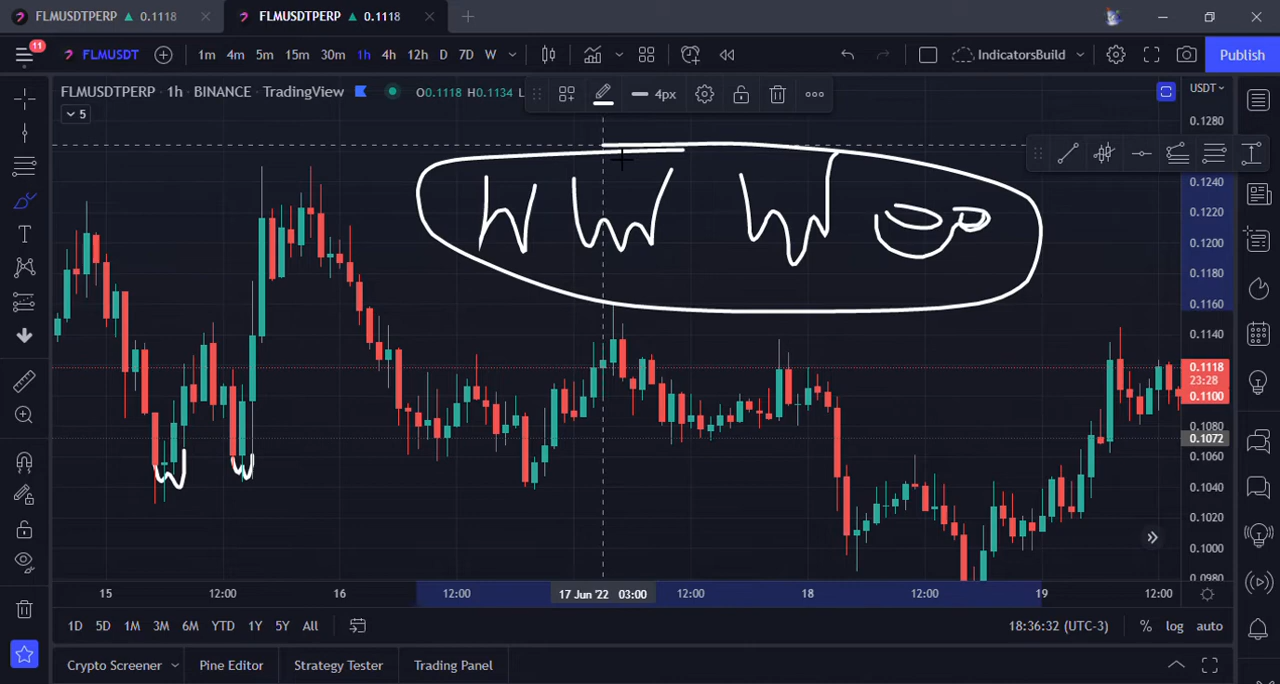 FLMUSDTPERP ▲ 0.1118
FLMUSDTPERP ▲ 0.1118
11
FLMUSDT 1m 4m 5m 15m 30m 1h 4h 12h D 7D W IndicatorsBuild Publish
4px
FLMUSDTPERP · 1h · BINANCE · TradingView O0.1118 H0.1134 L
5
USDT
0.1280
0.1240
0.1220
0.1200
0.1180
0.1160
0.1140
0.1118
23:28
0.1100
0.1080
0.1072
0.1060
0.1040
0.1020
0.1000
0.0980
15 12:00 16 12:00 17 Jun '22 03:00 12:00 18 12:00 19 12:00
1D 5D 1M 3M 6M YTD 1Y 5Y All 18:36:32 (UTC-3) % log auto
Crypto Screener Pine Editor Strategy Tester Trading Panel